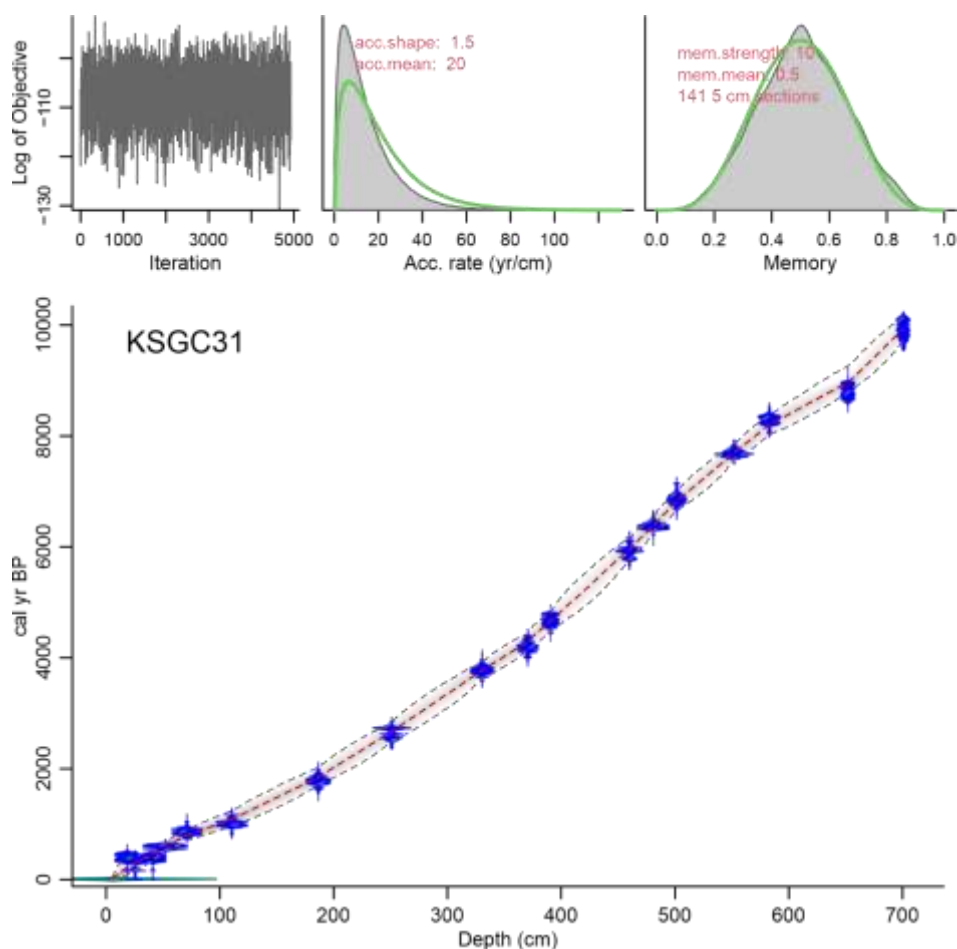 Log of Objective
-110
-130
0 1000 3000 5000
Iteration
acc.shape: 1.5
acc.mean: 20
0 20 40 60 80 100
Acc. rate (yr/cm)
mem.strength: 10
mem.mean: 0.5
141 5 cm sections
0.0 0.2 0.4 0.6 0.8 1.0
Memory
KSGC31
cal yr BP
10000
8000
6000
4000
2000
0
0 100 200 300 400 500 600 700
Depth (cm)